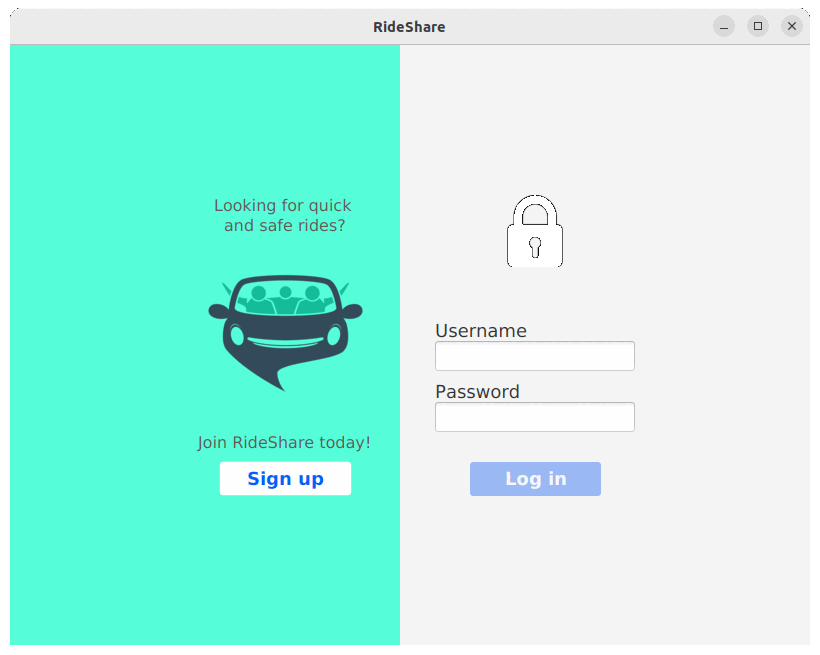 RideShare
Looking for quick
and safe rides?
Join RideShare today!
Sign up
Username
Password
Log in